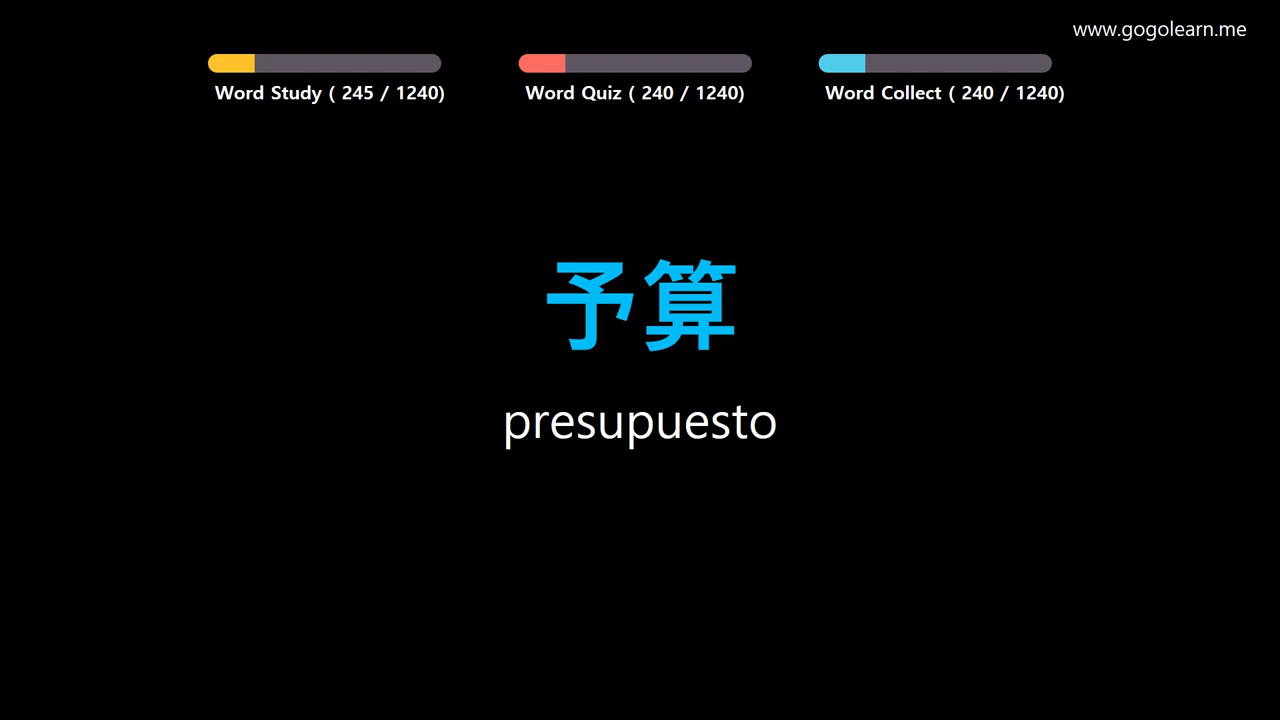 www.gogolearn.me
Word Study ( 245 / 1240)
Word Quiz ( 240 / 1240)
Word Collect ( 240 / 1240)
予算
presupuesto